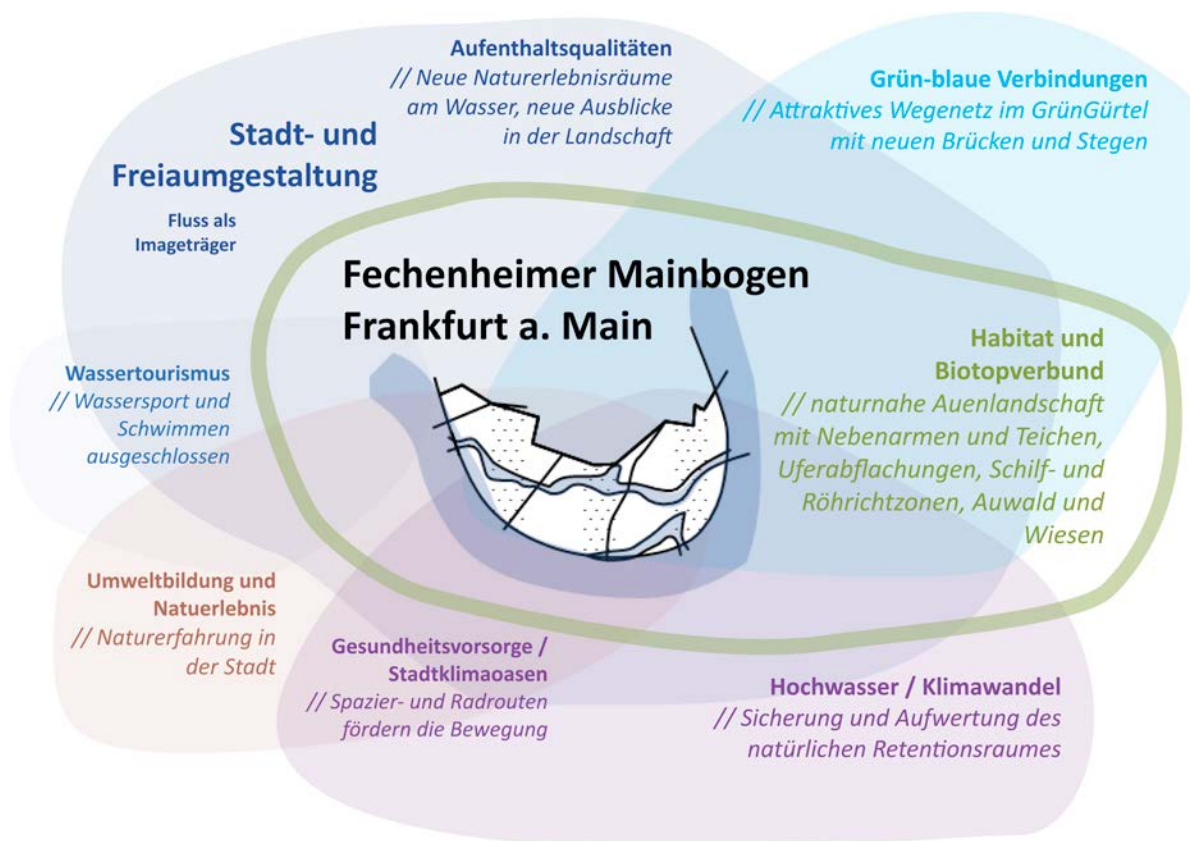 Aufenthaltsqualitäten
// Neue Naturerlebnisräume
am Wasser, neue Ausblicke
in der Landschaft
Grün-blaue Verbindungen
// Attraktives Wegenetz im GrünGürtel
mit neuen Brücken und Stegen
Stadt- und
Freiaumgestaltung
Fluss als
Imageträger
Fechenheimer Mainbogen
Frankfurt a. Main
Habitat und
Biotopverbund
// naturnahe Auenlandschaft
mit Nebenarmen und Teichen,
Uferabflachungen, Schilf- und
Röhrichtzonen, Auwald und
Wiesen
Wassertourismus
// Wassersport und
Schwimmen
ausgeschlossen
Umweltbildung und
Natuerlebnis
// Naturerfahrung in
der Stadt
Gesundheitsvorsorge /
Stadtklimaoasen
// Spazier- und Radrouten
fördern die Bewegung
Hochwasser / Klimawandel
// Sicherung und Aufwertung des
natürlichen Retentionsraumes